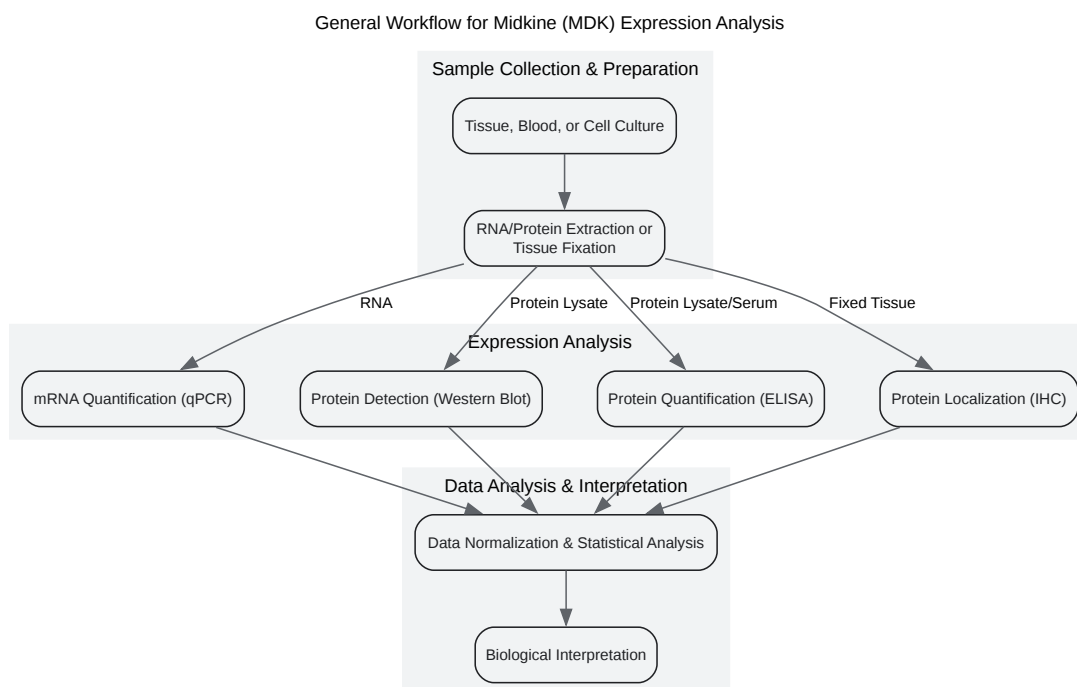 General Workflow for Midkine (MDK) Expression Analysis
Sample Collection & Preparation
Tissue, Blood, or Cell Culture
RNA/Protein Extraction or
Tissue Fixation
RNA
Protein Lysate
Protein Lysate/Serum
Fixed Tissue
Expression Analysis
mRNA Quantification (qPCR)
Protein Detection (Western Blot)
Protein Quantification (ELISA)
Protein Localization (IHC)
Data Analysis & Interpretation
Data Normalization & Statistical Analysis
Biological Interpretation